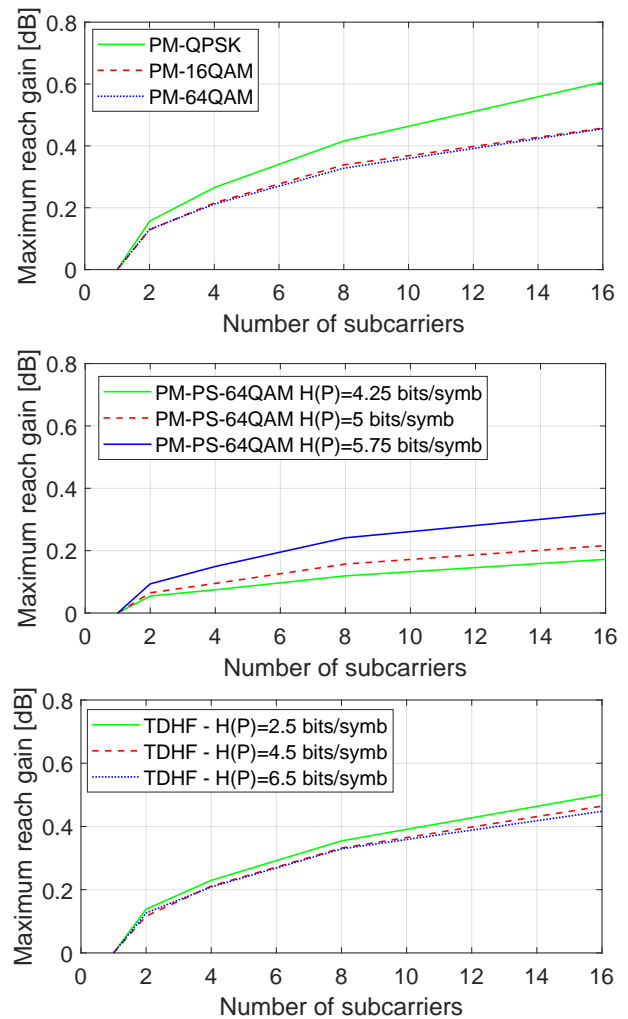 Maximum reach gain [dB]
0.8
0.6
0.4
0.2
0
PM-QPSK
PM-16QAM
PM-64QAM
0 2 4 6 8 10 12 14 16
Number of subcarriers
Maximum reach gain [dB]
0.8
0.6
0.4
0.2
0
PM-PS-64QAM H(P)=4.25 bits/symb
PM-PS-64QAM H(P)=5 bits/symb
PM-PS-64QAM H(P)=5.75 bits/symb
0 2 4 6 8 10 12 14 16
Number of subcarriers
Maximum reach gain [dB]
0.8
0.6
0.4
0.2
0
TDHF - H(P)=2.5 bits/symb
TDHF - H(P)=4.5 bits/symb
TDHF - H(P)=6.5 bits/symb
0 2 4 6 8 10 12 14 16
Number of subcarriers